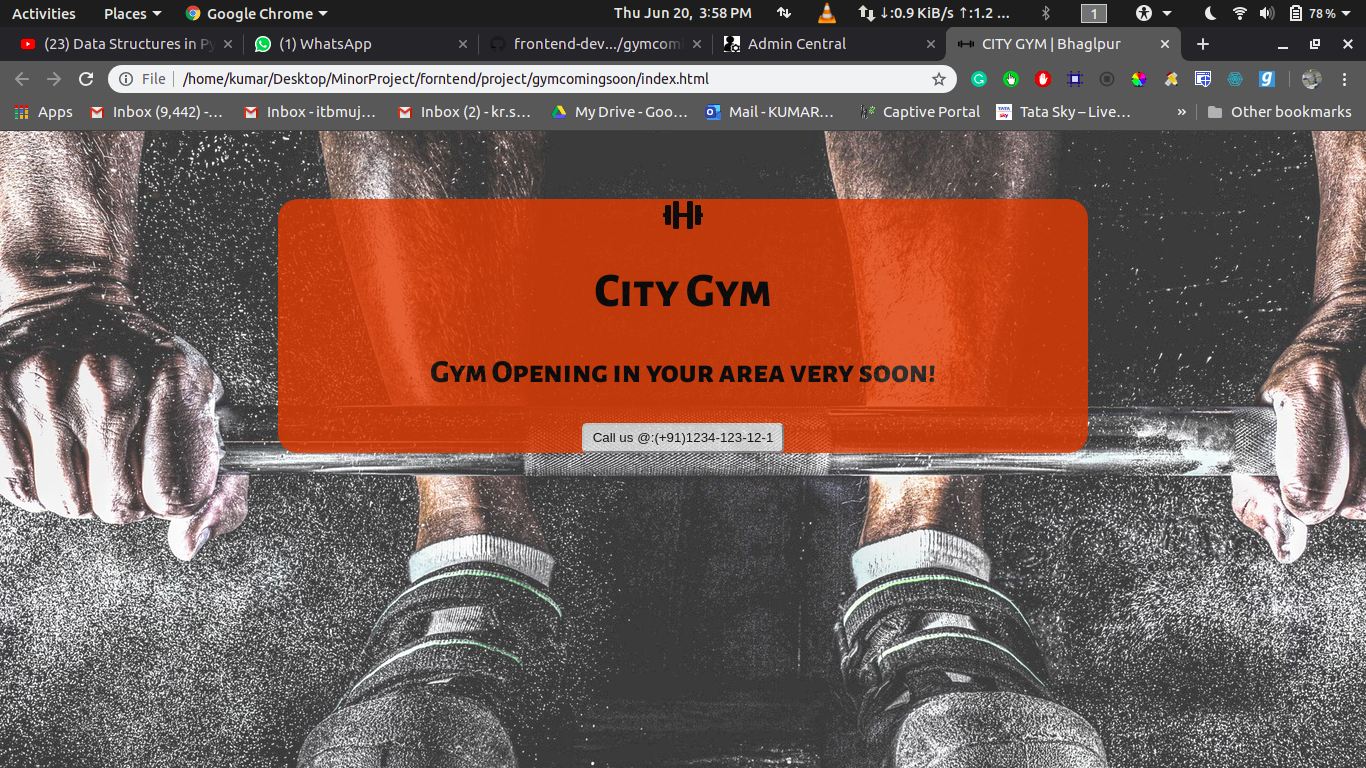 Activities Places Google Chrome Thu Jun 20, 3:58 PM ↓:0.9 KiB/s ↑:1.2 ... 1 78 %
(23) Data Structures in Py (1) WhatsApp frontend-dev.../gymcomi Admin Central CITY GYM | Bhaglpur
File /home/kumar/Desktop/MinorProject/forntend/project/gymcomingsoon/index.html
Apps Inbox (9,442) -... Inbox - itbmuj... Inbox (2) - kr.s... My Drive - Goo... Mail - KUMAR... Captive Portal Tata Sky – Live... » Other bookmarks
City Gym
Gym Opening in your area very soon!
Call us @:(+91)1234-123-12-1